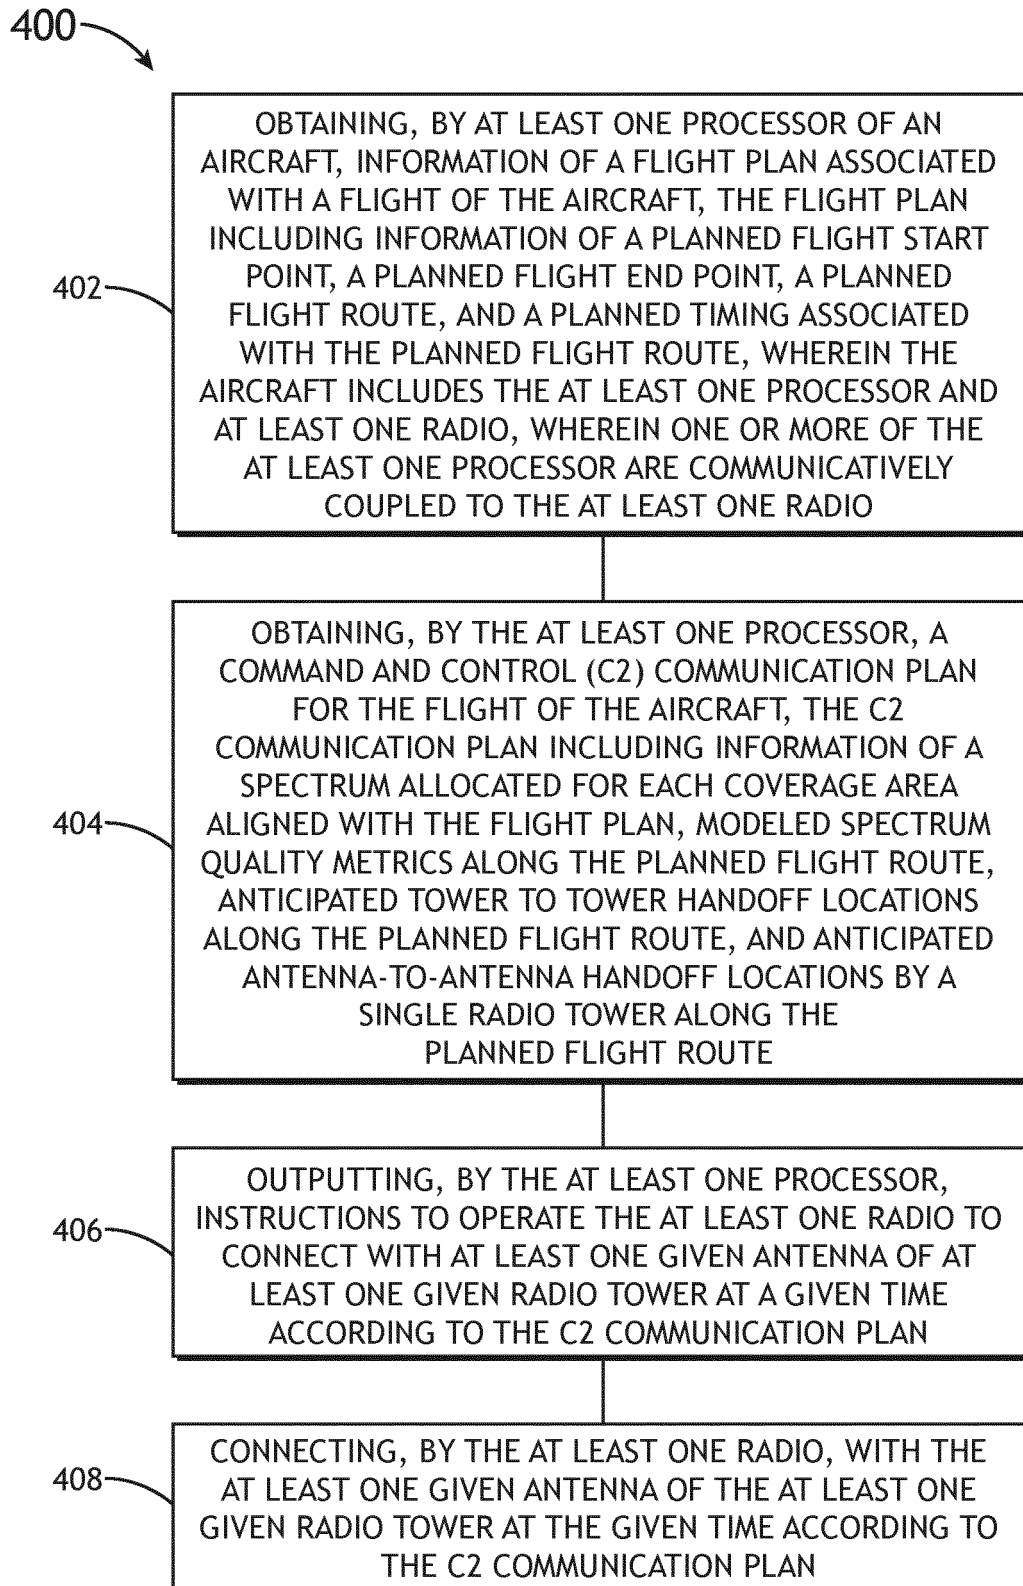 400
OBTAINING, BY AT LEAST ONE PROCESSOR OF AN
AIRCRAFT, INFORMATION OF A FLIGHT PLAN ASSOCIATED
WITH A FLIGHT OF THE AIRCRAFT, THE FLIGHT PLAN
INCLUDING INFORMATION OF A PLANNED FLIGHT START
POINT, A PLANNED FLIGHT END POINT, A PLANNED
FLIGHT ROUTE, AND A PLANNED TIMING ASSOCIATED
WITH THE PLANNED FLIGHT ROUTE, WHEREIN THE
AIRCRAFT INCLUDES THE AT LEAST ONE PROCESSOR AND
AT LEAST ONE RADIO, WHEREIN ONE OR MORE OF THE
AT LEAST ONE PROCESSOR ARE COMMUNICATIVELY
COUPLED TO THE AT LEAST ONE RADIO
402
OBTAINING, BY THE AT LEAST ONE PROCESSOR, A
COMMAND AND CONTROL (C2) COMMUNICATION PLAN
FOR THE FLIGHT OF THE AIRCRAFT, THE C2
COMMUNICATION PLAN INCLUDING INFORMATION OF A
SPECTRUM ALLOCATED FOR EACH COVERAGE AREA
ALIGNED WITH THE FLIGHT PLAN, MODELED SPECTRUM
QUALITY METRICS ALONG THE PLANNED FLIGHT ROUTE,
ANTICIPATED TOWER TO TOWER HANDOFF LOCATIONS
ALONG THE PLANNED FLIGHT ROUTE, AND ANTICIPATED
ANTENNA-TO-ANTENNA HANDOFF LOCATIONS BY A
SINGLE RADIO TOWER ALONG THE
PLANNED FLIGHT ROUTE
404
OUTPUTTING, BY THE AT LEAST ONE PROCESSOR,
INSTRUCTIONS TO OPERATE THE AT LEAST ONE RADIO TO
CONNECT WITH AT LEAST ONE GIVEN ANTENNA OF AT
LEAST ONE GIVEN RADIO TOWER AT A GIVEN TIME
ACCORDING TO THE C2 COMMUNICATION PLAN
406
CONNECTING, BY THE AT LEAST ONE RADIO, WITH THE
AT LEAST ONE GIVEN ANTENNA OF THE AT LEAST ONE
GIVEN RADIO TOWER AT THE GIVEN TIME ACCORDING TO
THE C2 COMMUNICATION PLAN
408